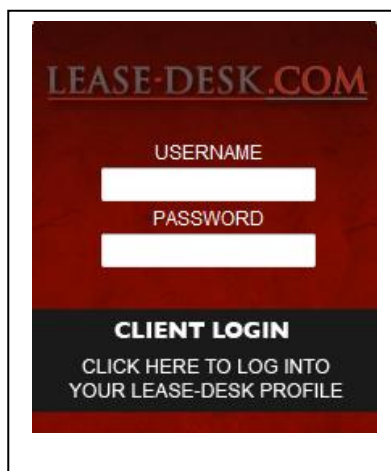 LEASE-DESK.COM
USERNAME
PASSWORD
CLIENT LOGIN
CLICK HERE TO LOG INTO
YOUR LEASE-DESK PROFILE